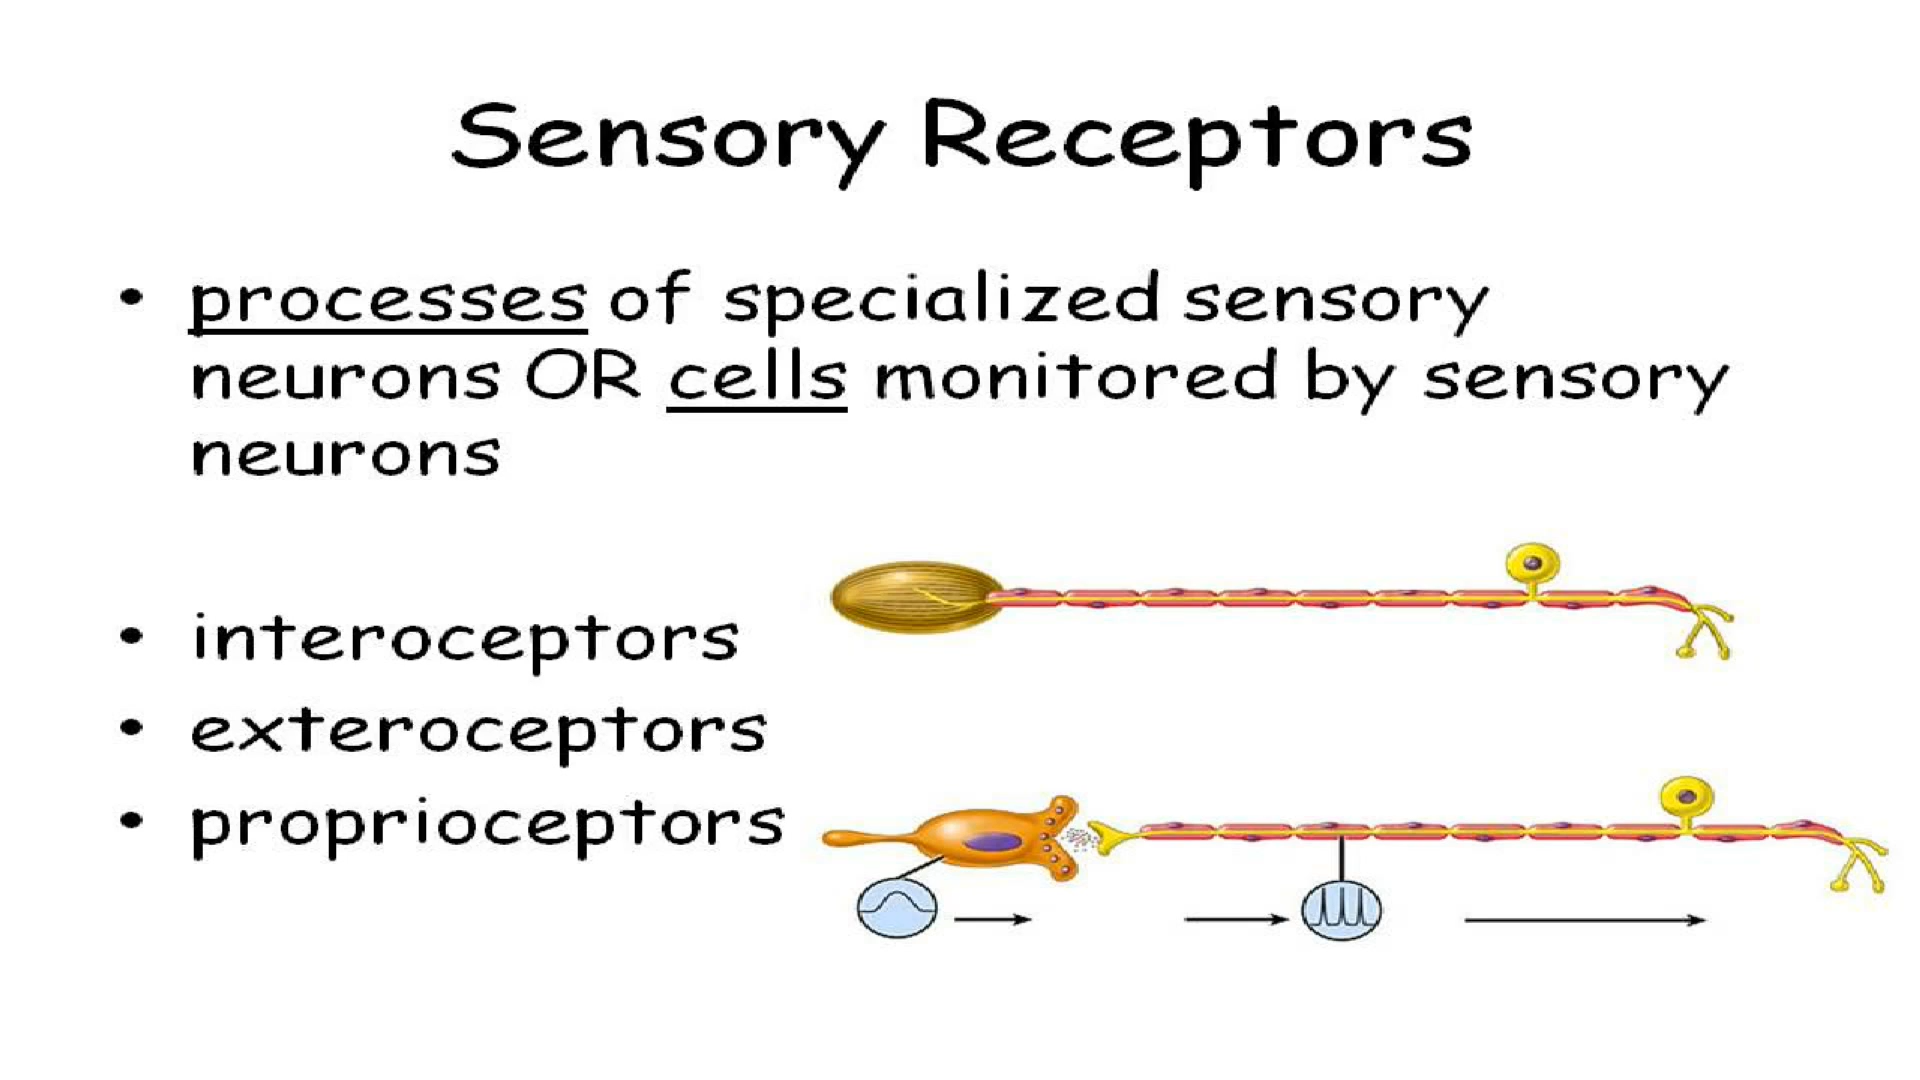 Sensory Receptors
• processes of specialized sensory
neurons OR cells monitored by sensory
neurons
• interoceptors
• exteroceptors
• proprioceptors